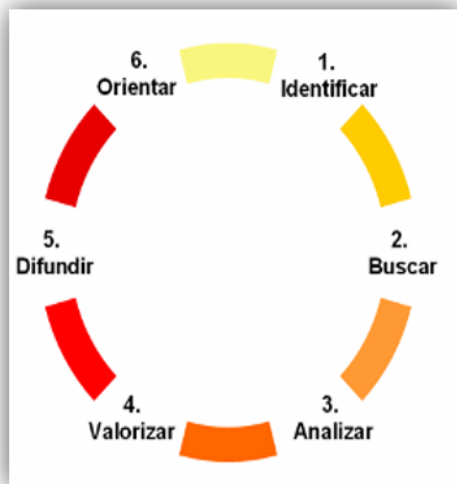 1.
Identificar
2.
Buscar
3.
Analizar
4.
Valorizar
5.
Difundir
6.
Orientar